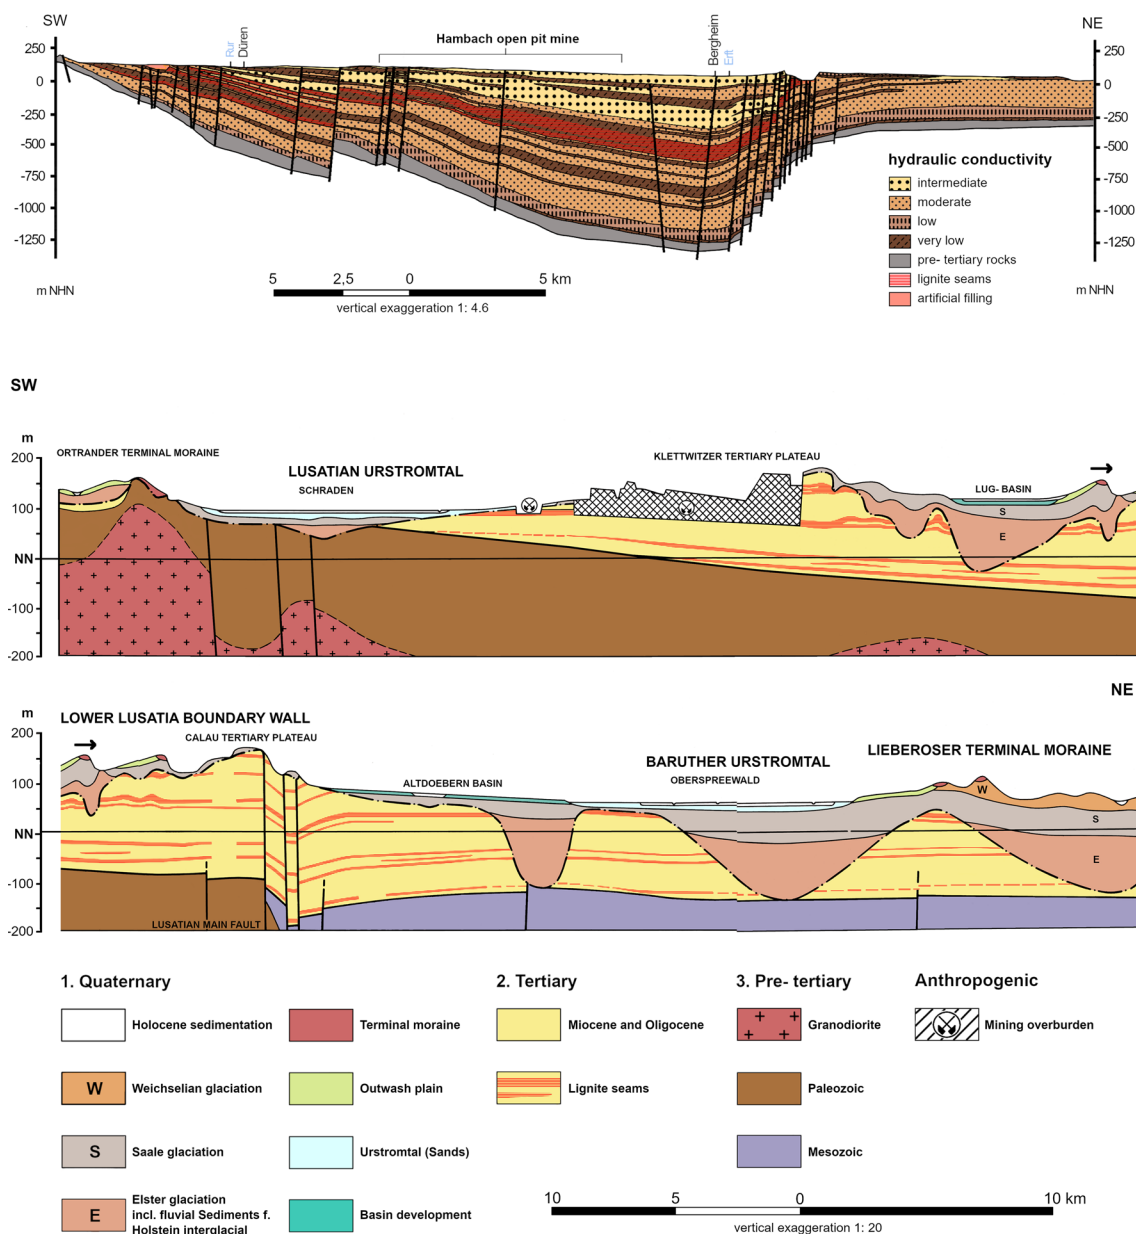 SW
NE
Rur
Düren
Hambach open pit mine
Bergheim
Erft
250
0
-250
-500
-750
-1000
-1250
250
0
-250
-500
-750
-1000
-1250
m NHN
m NHN
hydraulic conductivity
intermediate
moderate
low
very low
pre- tertiary rocks
lignite seams
artificial filling
5 2,5 0 5 km
vertical exaggeration 1: 4.6
SW
m
200
100
NN
-100
-200
ORTRANDER TERMINAL MORAINE
LUSATIAN URSTROMTAL
SCHRADEN
KLETTWITZER TERTIARY PLATEAU
LUG- BASIN
S
E
NE
m
200
100
NN
-100
-200
LOWER LUSATIA BOUNDARY WALL
CALAU TERTIARY PLATEAU
ALTDOEBERN BASIN
BARUTHER URSTROMTAL
OBERSPREEWALD
LIEBEROSER TERMINAL MORAINE
W
S
E
LUSATIAN MAIN FAULT
1. Quaternary
2. Tertiary
3. Pre- tertiary
Anthropogenic
Holocene sedimentation
Terminal moraine
Miocene and Oligocene
Granodiorite
Mining overburden
W
Weichselian glaciation
Outwash plain
Lignite seams
Paleozoic
S
Saale glaciation
Urstromtal (Sands)
Mesozoic
E
Elster glaciation
incl. fluvial Sediments f.
Holstein interglacial
Basin development
10 5 0 10 km
vertical exaggeration 1: 20